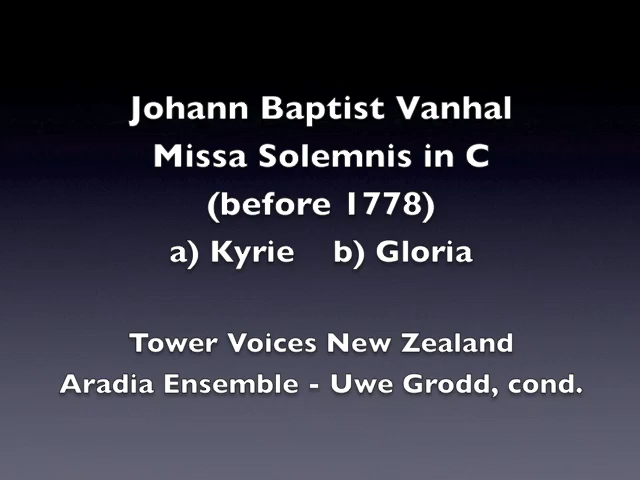 Johann Baptist Vanhal
Missa Solemnis in C
(before 1778)
a) Kyrie b) Gloria
Tower Voices New Zealand
Aradia Ensemble - Uwe Grodd, cond.